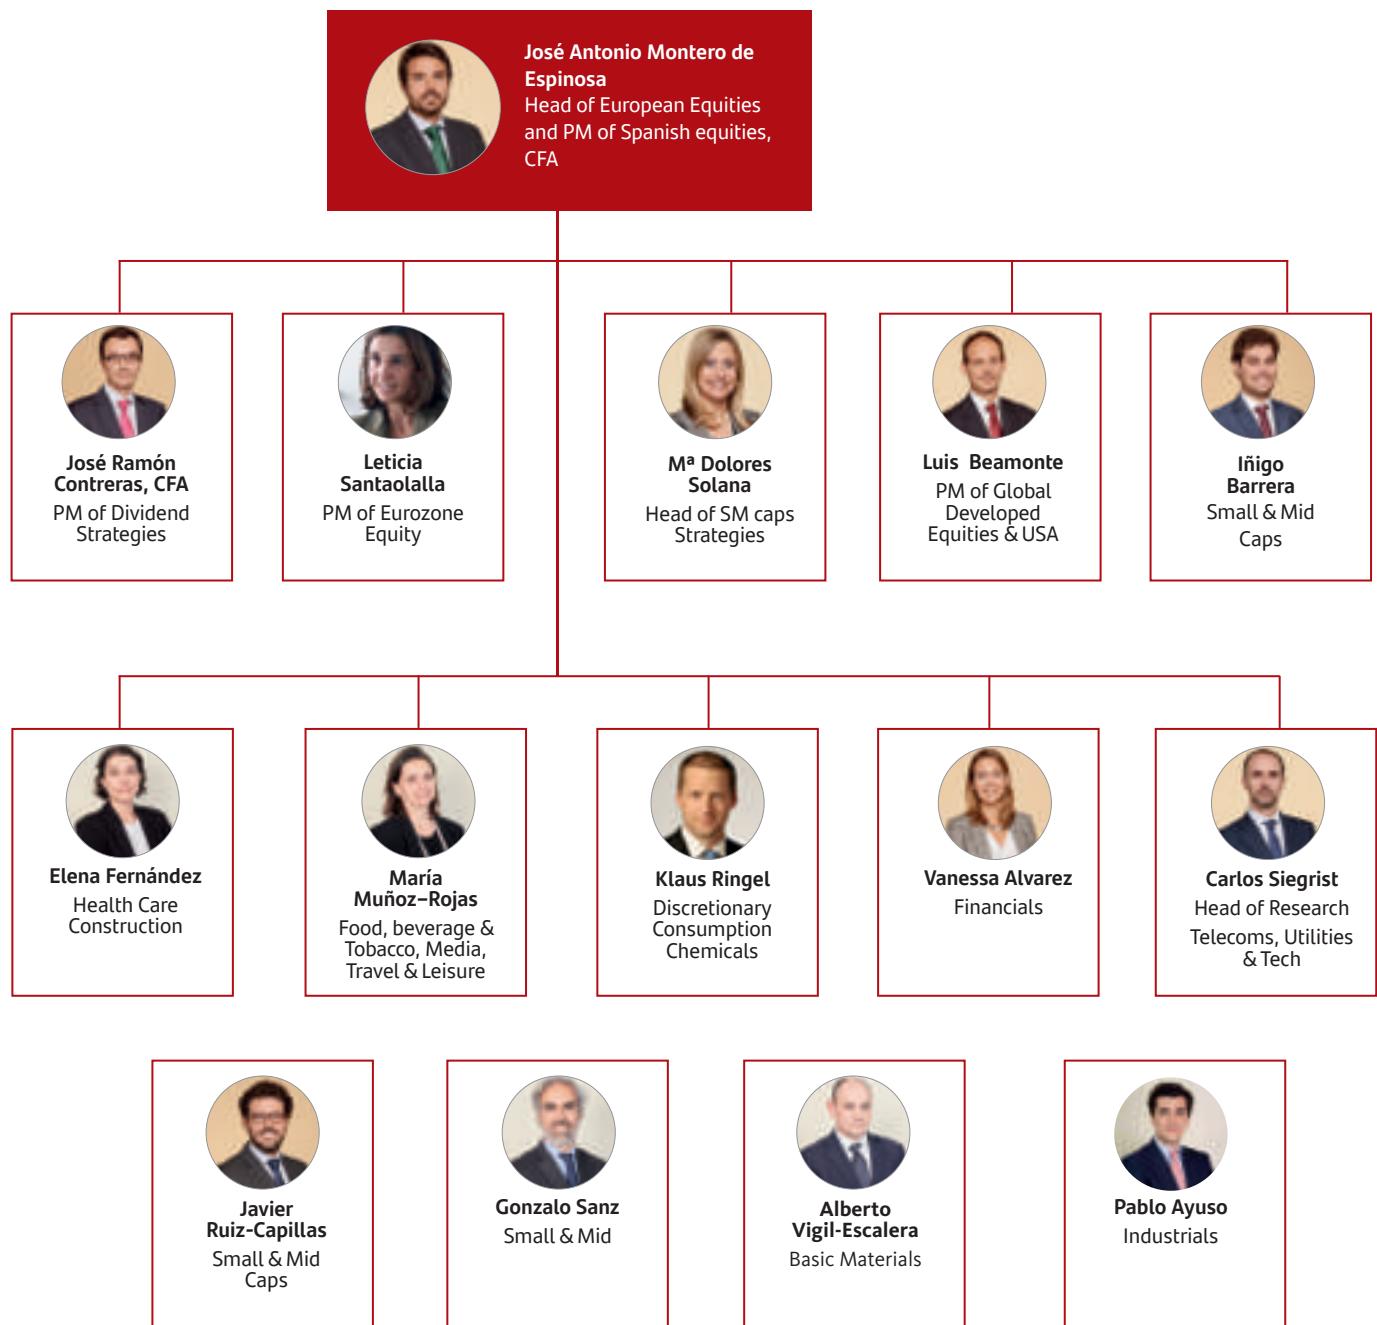 José Antonio Montero de
Espinosa
Head of European Equities
and PM of Spanish equities,
CFA
José Ramón
Contreras, CFA
PM of Dividend
Strategies
Leticia
Santaolalla
PM of Eurozone
Equity
Mª Dolores
Solana
Head of SM caps
Strategies
Luis Beamonte
PM of Global
Developed
Equities & USA
Iñigo
Barrera
Small & Mid
Caps
Elena Fernández
Health Care
Construction
María
Muñoz-Rojas
Food, beverage &
Tobacco, Media,
Travel & Leisure
Klaus Ringel
Discretionary
Consumption
Chemicals
Vanessa Alvarez
Financials
Carlos Siegrist
Head of Research
Telecoms, Utilities
& Tech
Javier
Ruiz-Capillas
Small & Mid
Caps
Gonzalo Sanz
Small & Mid
Alberto
Vigil-Escalera
Basic Materials
Pablo Ayuso
Industrials